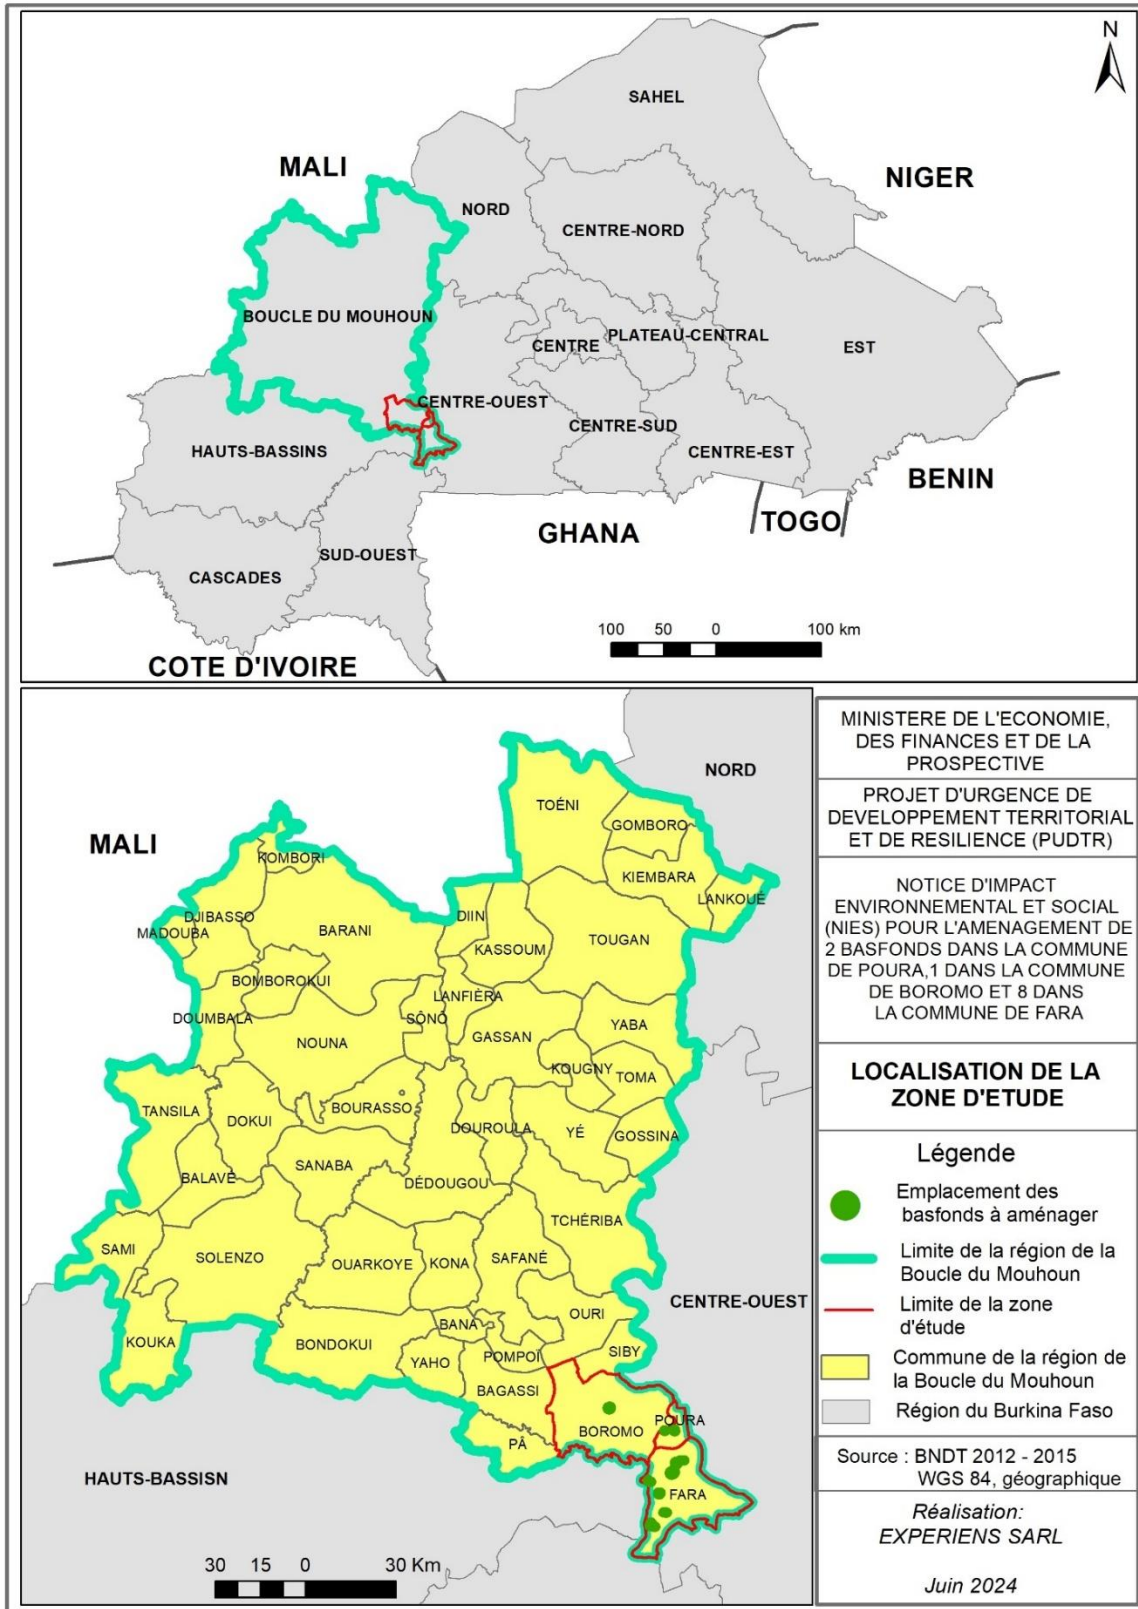 N
SAHEL
MALI
NIGER
NORD
CENTRE-NORD
BOUCLE DU MOUHOUN
PLATEAU-CENTRAL
CENTRE
EST
CENTRE-OUEST
CENTRE-SUD
HAUTS-BASSINS
CENTRE-EST
BENIN
TOGO
GHANA
SUD-OUEST
CASCADES
100 50 0 100 km
COTE D'IVOIRE
NORD
TOÉNI
GOMBORO
MALI
KOMBORI
KIEMBARA
LANKOUÉ
DJIBASSO
MADOUBA
BARANI
DIIN
KASSOUM
TOUGAN
BOMBOROKUI
LANFIÈRA
DOUMBALA
SÔNÔ
YABA
NOUNA
GASSAN
KOUGNY
TOMA
TANSILA
DOKUI
BOURASSO
DOUROULA
YÉ
GOSSINA
SANABA
BALAVÉ
DÉDOUGOU
TCHÉRIBA
SAMI
SOLENZO
OUARKOYE
KONA
SAFANÉ
CENTRE-OUEST
OURI
BANA
KOUKA
BONDOKUI
YAHO
POMPOÏ
SIBY
BAGASSI
POURA
BOROMO
PÂ
HAUTS-BASSISN
FARA
30 15 0 30 Km
MINISTERE DE L'ECONOMIE,
DES FINANCES ET DE LA
PROSPECTIVE
PROJET D'URGENCE DE
DEVELOPPEMENT TERRITORIAL
ET DE RESILIENCE (PUDTR)
NOTICE D'IMPACT
ENVIRONNEMENTAL ET SOCIAL
(NIES) POUR L'AMENAGEMENT DE
2 BASFONDS DANS LA COMMUNE
DE POURA,1 DANS LA COMMUNE
DE BOROMO ET 8 DANS
LA COMMUNE DE FARA
LOCALISATION DE LA
ZONE D'ETUDE
Légende
Emplacement des
basfonds à aménager
Limite de la région de la
Boucle du Mouhoun
Limite de la zone
d'étude
Commune de la région de
la Boucle du Mouhoun
Région du Burkina Faso
Source : BNDT 2012 - 2015
WGS 84, géographique
Réalisation:
EXPERIENS SARL
Juin 2024